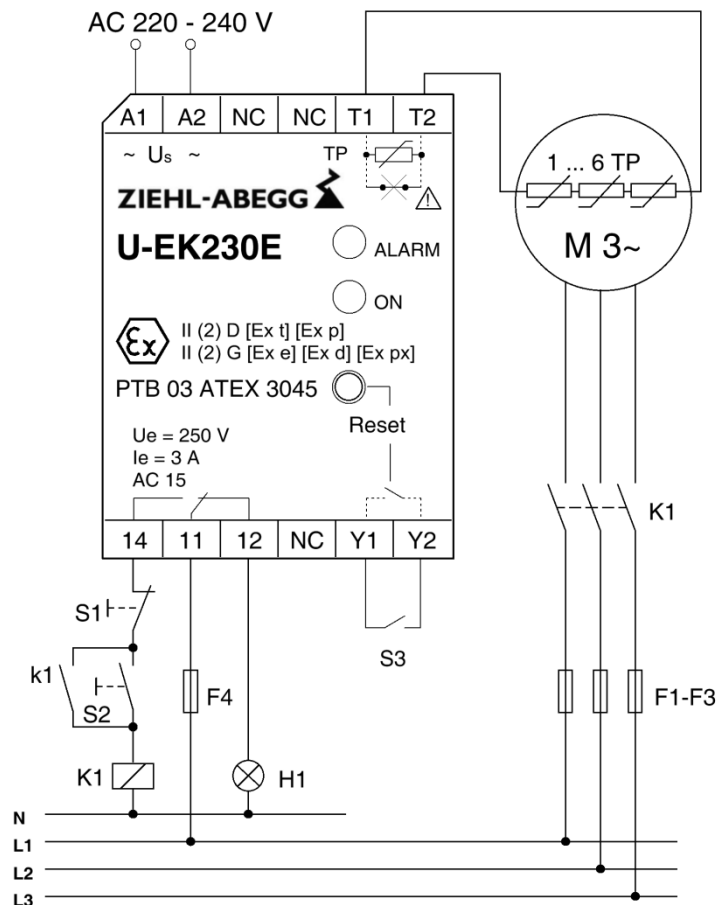 AC 220 - 240 V
A1 A2 NC NC T1 T2
~ Us ~
TP
1 ... 6 TP
ZIEHL-ABEGG
M 3~
U-EK230E
ALARM
ON
Ex
II (2) D [Ex t] [Ex p]
II (2) G [Ex e] [Ex d] [Ex px]
PTB 03 ATEX 3045
Reset
Ue = 250 V
Ie = 3 A
AC 15
K1
14 11 12 NC Y1 Y2
S1
S3
k1
S2
F4
F1-F3
K1
H1
N
L1
L2
L3